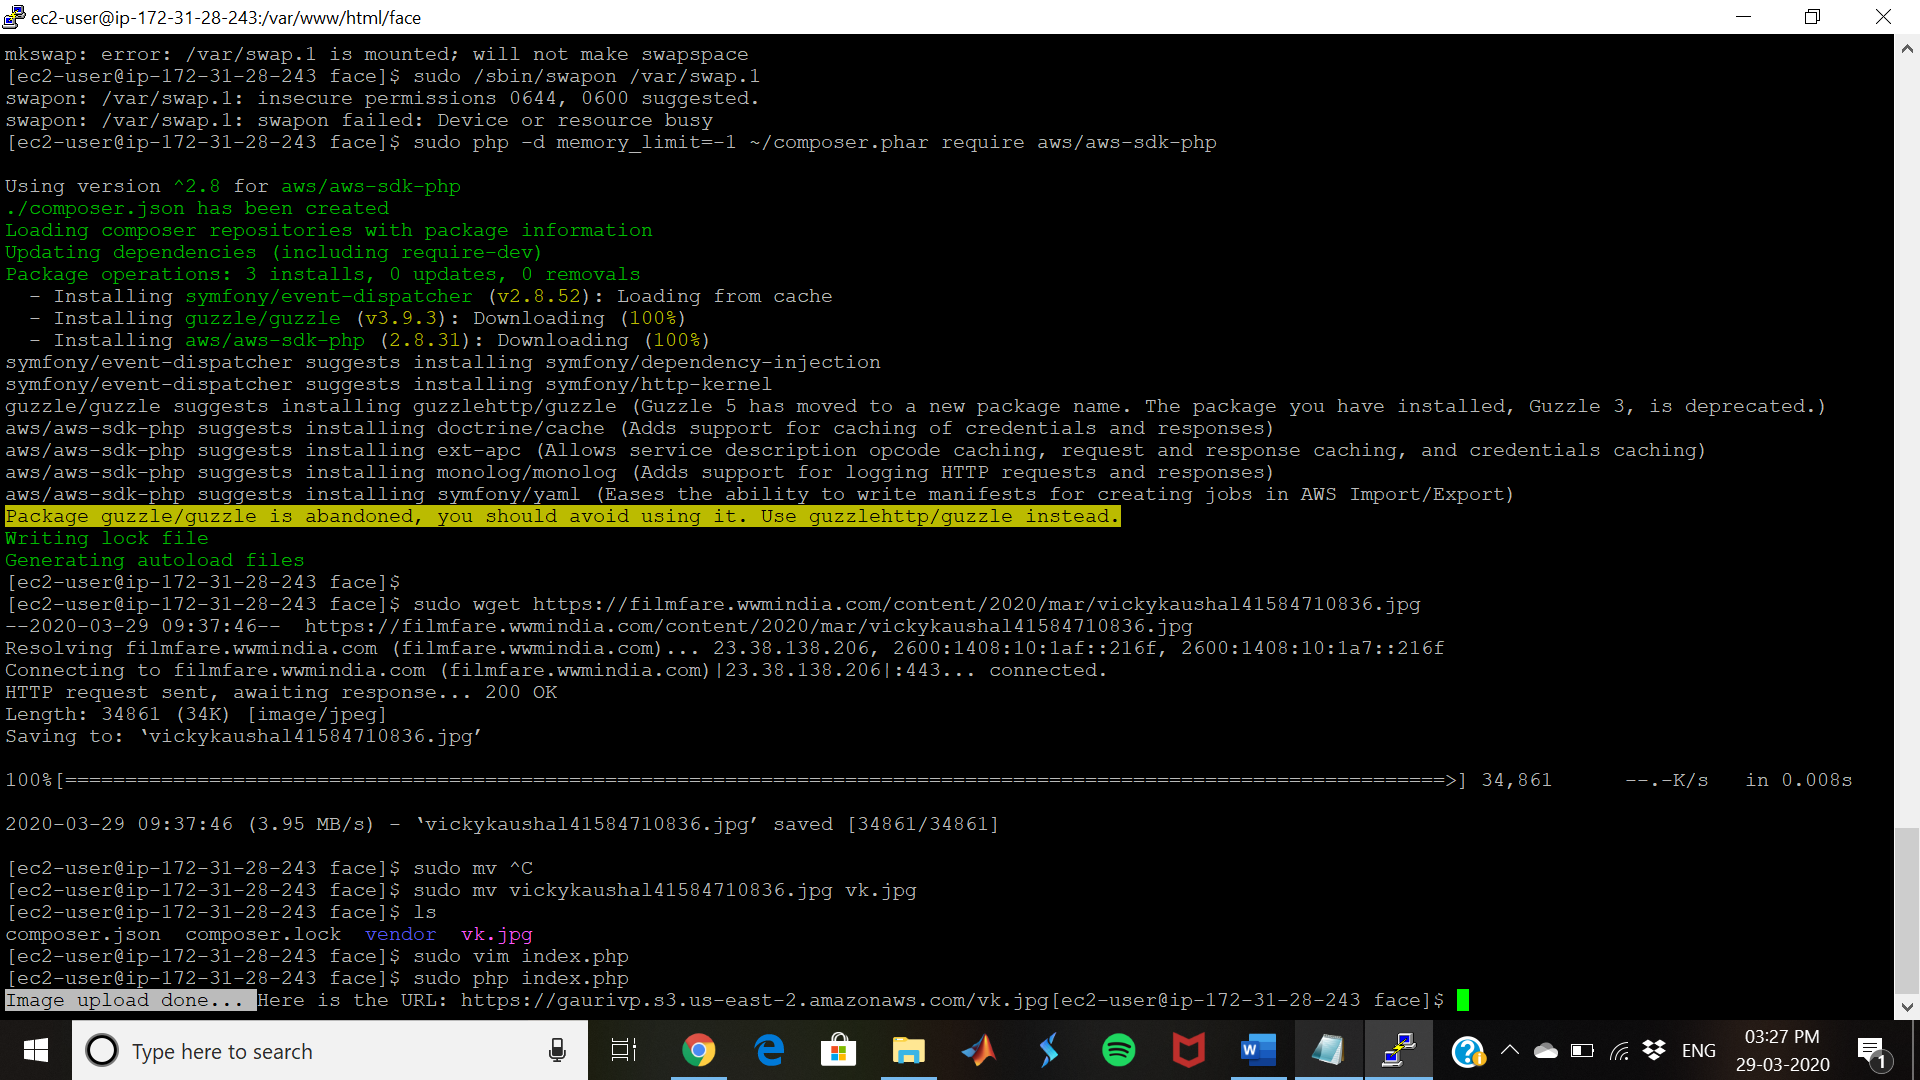 ec2-user@ip-172-31-28-243:/var/www/html/face
mkswap: error: /var/swap.1 is mounted; will not make swapspace
[ec2-user@ip-172-31-28-243 face]$ sudo /sbin/swapon /var/swap.1
swapon: /var/swap.1: insecure permissions 0644, 0600 suggested.
swapon: /var/swap.1: swapon failed: Device or resource busy
[ec2-user@ip-172-31-28-243 face]$ sudo php -d memory_limit=-1 ~/composer.phar require aws/aws-sdk-php
Using version ^2.8 for aws/aws-sdk-php
./composer.json has been created
Loading composer repositories with package information
Updating dependencies (including require-dev)
Package operations: 3 installs, 0 updates, 0 removals
  - Installing symfony/event-dispatcher (v2.8.52): Loading from cache
  - Installing guzzle/guzzle (v3.9.3): Downloading (100%)
  - Installing aws/aws-sdk-php (2.8.31): Downloading (100%)
symfony/event-dispatcher suggests installing symfony/dependency-injection
symfony/event-dispatcher suggests installing symfony/http-kernel
guzzle/guzzle suggests installing guzzlehttp/guzzle (Guzzle 5 has moved to a new package name. The package you have installed, Guzzle 3, is deprecated.)
aws/aws-sdk-php suggests installing doctrine/cache (Adds support for caching of credentials and responses)
aws/aws-sdk-php suggests installing ext-apc (Allows service description opcode caching, request and response caching, and credentials caching)
aws/aws-sdk-php suggests installing monolog/monolog (Adds support for logging HTTP requests and responses)
aws/aws-sdk-php suggests installing symfony/yaml (Eases the ability to write manifests for creating jobs in AWS Import/Export)
Package guzzle/guzzle is abandoned, you should avoid using it. Use guzzlehttp/guzzle instead.
Writing lock file
Generating autoload files
[ec2-user@ip-172-31-28-243 face]$
[ec2-user@ip-172-31-28-243 face]$ sudo wget https://filmfare.wwmindia.com/content/2020/mar/vickykaushal41584710836.jpg
--2020-03-29 09:37:46--  https://filmfare.wwmindia.com/content/2020/mar/vickykaushal41584710836.jpg
Resolving filmfare.wwmindia.com (filmfare.wwmindia.com)... 23.38.138.206, 2600:1408:10:1af::216f, 2600:1408:10:1a7::216f
Connecting to filmfare.wwmindia.com (filmfare.wwmindia.com)|23.38.138.206|:443... connected.
HTTP request sent, awaiting response... 200 OK
Length: 34861 (34K) [image/jpeg]
Saving to: ‘vickykaushal41584710836.jpg’
100%[===================================================================================================================>] 34,861      --.-K/s   in 0.008s
2020-03-29 09:37:46 (3.95 MB/s) - ‘vickykaushal41584710836.jpg’ saved [34861/34861]
[ec2-user@ip-172-31-28-243 face]$ sudo mv ^C
[ec2-user@ip-172-31-28-243 face]$ sudo mv vickykaushal41584710836.jpg vk.jpg
[ec2-user@ip-172-31-28-243 face]$ ls
composer.json  composer.lock  vendor  vk.jpg
[ec2-user@ip-172-31-28-243 face]$ sudo vim index.php
[ec2-user@ip-172-31-28-243 face]$ sudo php index.php
Image upload done... Here is the URL: https://gaurivp.s3.us-east-2.amazonaws.com/vk.jpg[ec2-user@ip-172-31-28-243 face]$
Type here to search
ENG
03:27 PM
29-03-2020
1